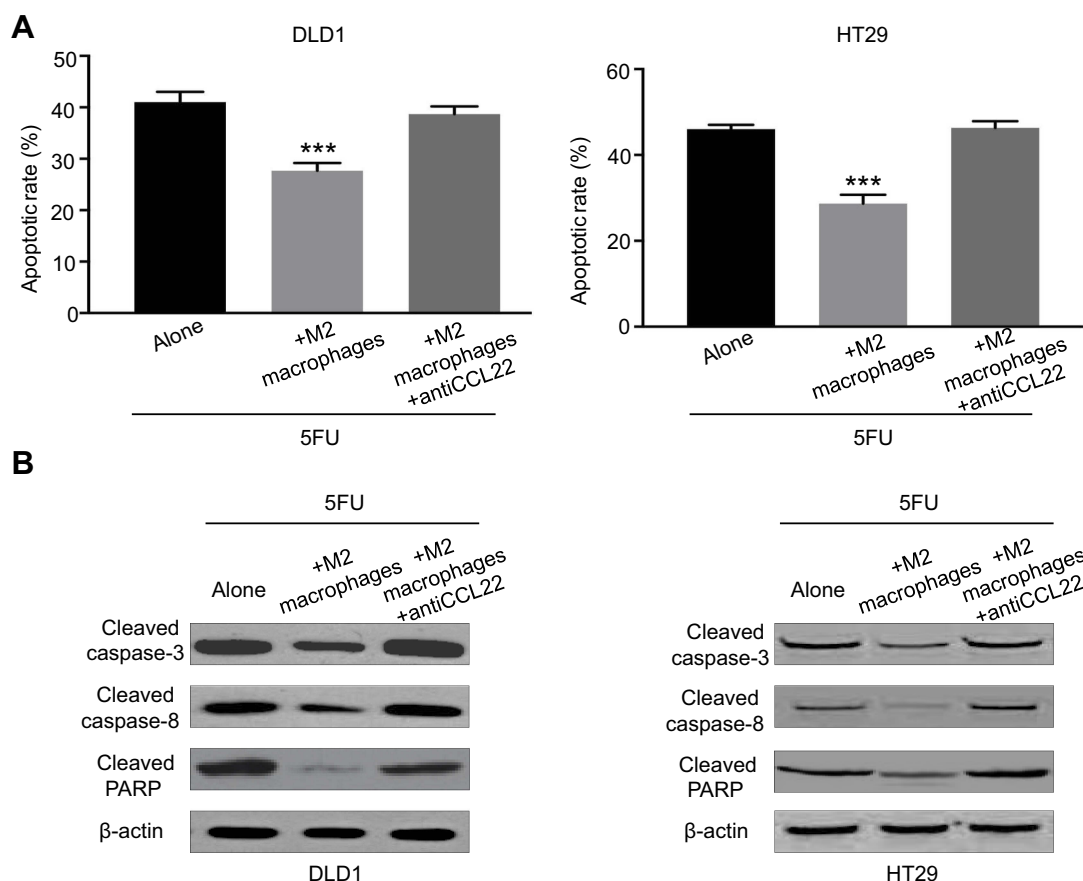 A
DLD1
50
40
30
20
10
0
Apoptotic rate (%)
***
Alone
+M2
macrophages
+M2
macrophages
+antiCCL22
5FU
HT29
60
40
20
0
Apoptotic rate (%)
***
Alone
+M2
macrophages
+M2
macrophages
+antiCCL22
5FU
B
5FU
Alone
+M2
macrophages
+M2
macrophages
+antiCCL22
Cleaved
caspase-3
Cleaved
caspase-8
Cleaved
PARP
β-actin
DLD1
5FU
Alone
+M2
macrophages
+M2
macrophages
+antiCCL22
Cleaved
caspase-3
Cleaved
caspase-8
Cleaved
PARP
β-actin
HT29